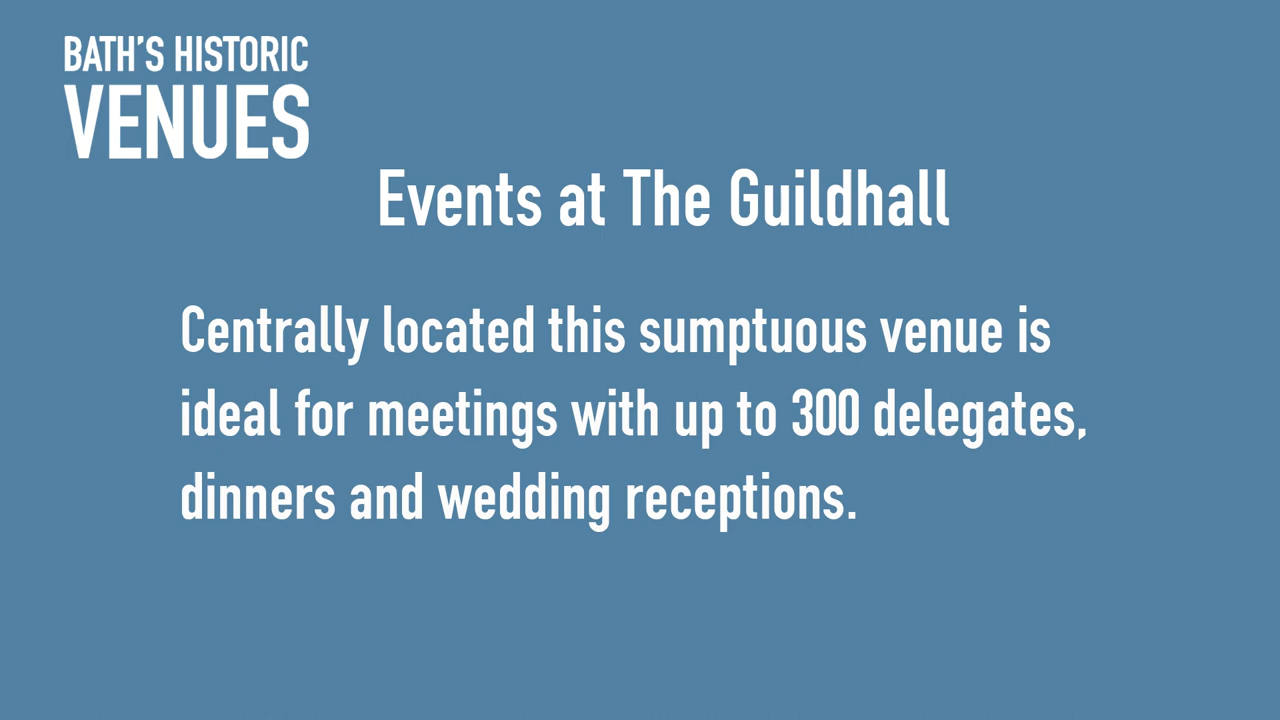 BATH'S HISTORIC
VENUES
Events at The Guildhall
Centrally located this sumptuous venue is
ideal for meetings with up to 300 delegates,
dinners and wedding receptions.